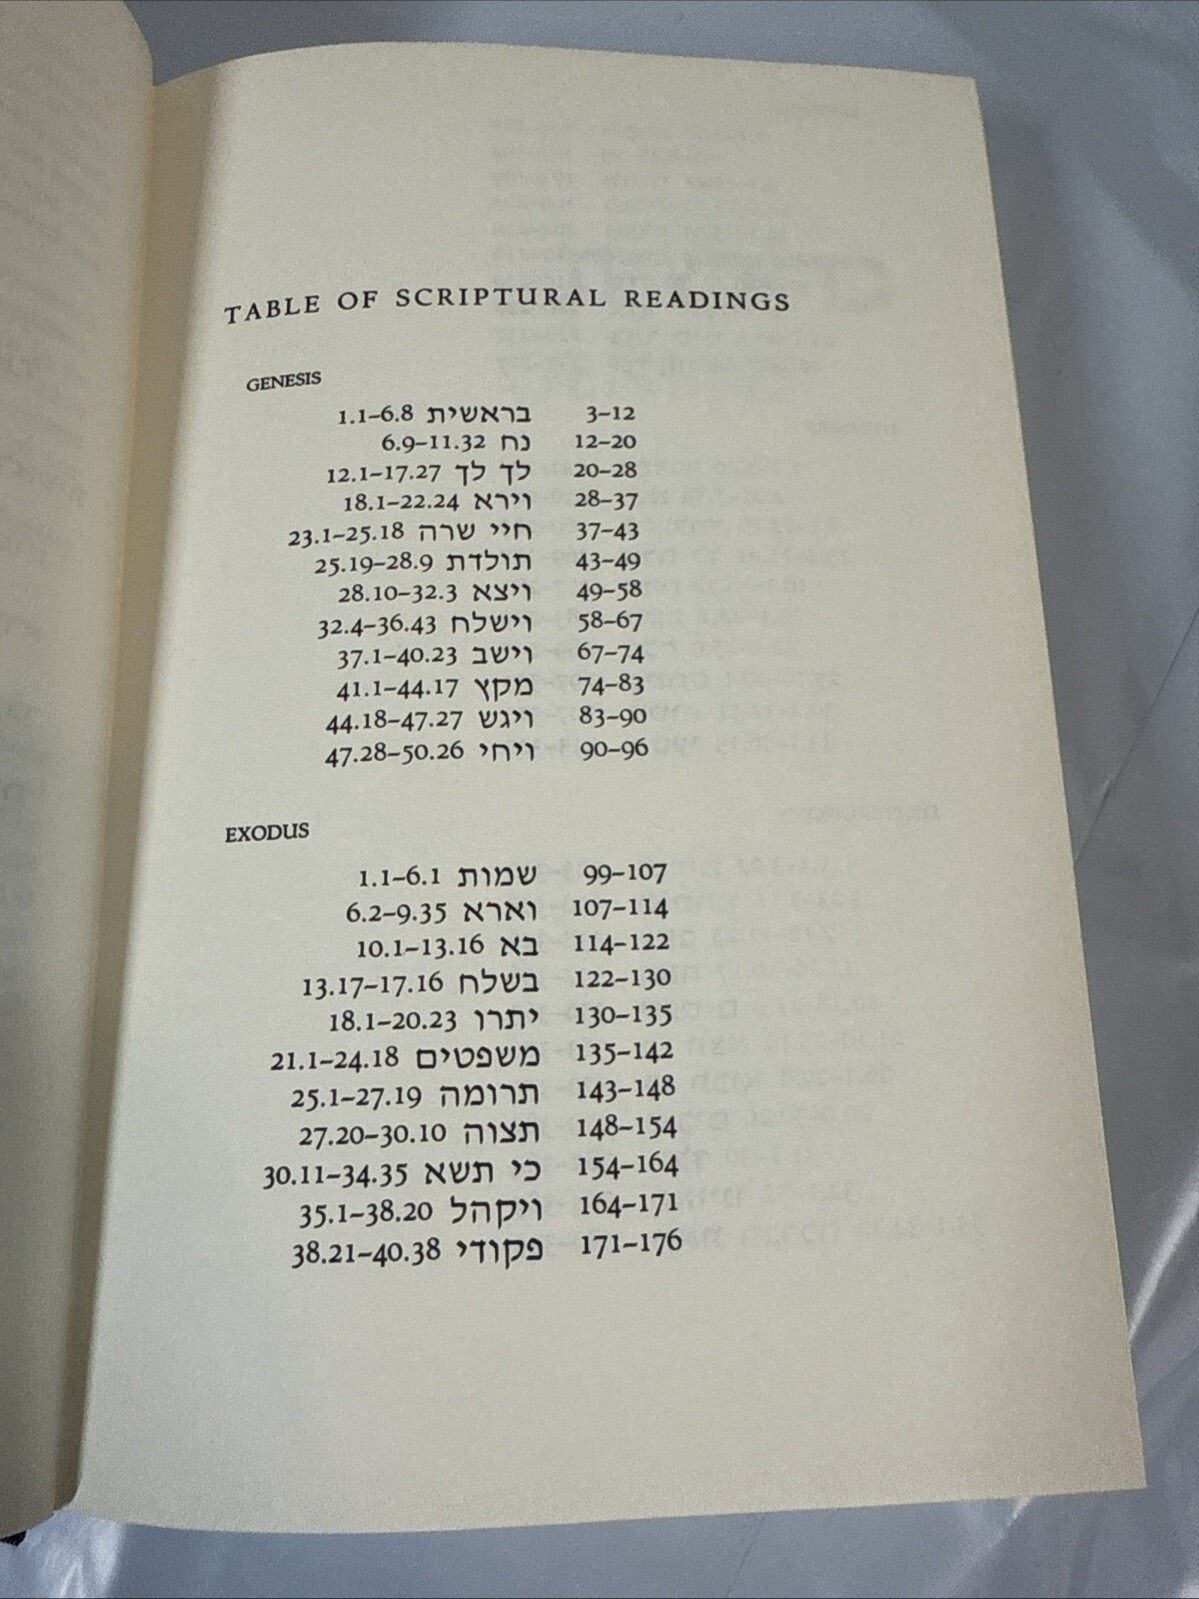 TABLE OF SCRIPTURAL READINGS
GENESIS
1.1–6.8 בראשית 3–12
6.9–11.32 נח 12–20
12.1–17.27 לך לך 20–28
18.1–22.24 וירא 28–37
23.1–25.18 חיי שרה 37–43
25.19–28.9 תולדת 43–49
28.10–32.3 ויצא 49–58
32.4–36.43 וישלח 58–67
37.1–40.23 וישב 67–74
41.1–44.17 מקץ 74–83
44.18–47.27 ויגש 83–90
47.28–50.26 ויחי 90–96
EXODUS
1.1–6.1 שמות 99–107
6.2–9.35 וארא 107–114
10.1–13.16 בא 114–122
13.17–17.16 בשלח 122–130
18.1–20.23 יתרו 130–135
21.1–24.18 משפטים 135–142
25.1–27.19 תרומה 143–148
27.20–30.10 תצוה 148–154
30.11–34.35 כי תשא 154–164
35.1–38.20 ויקהל 164–171
38.21–40.38 פקודי 171–176